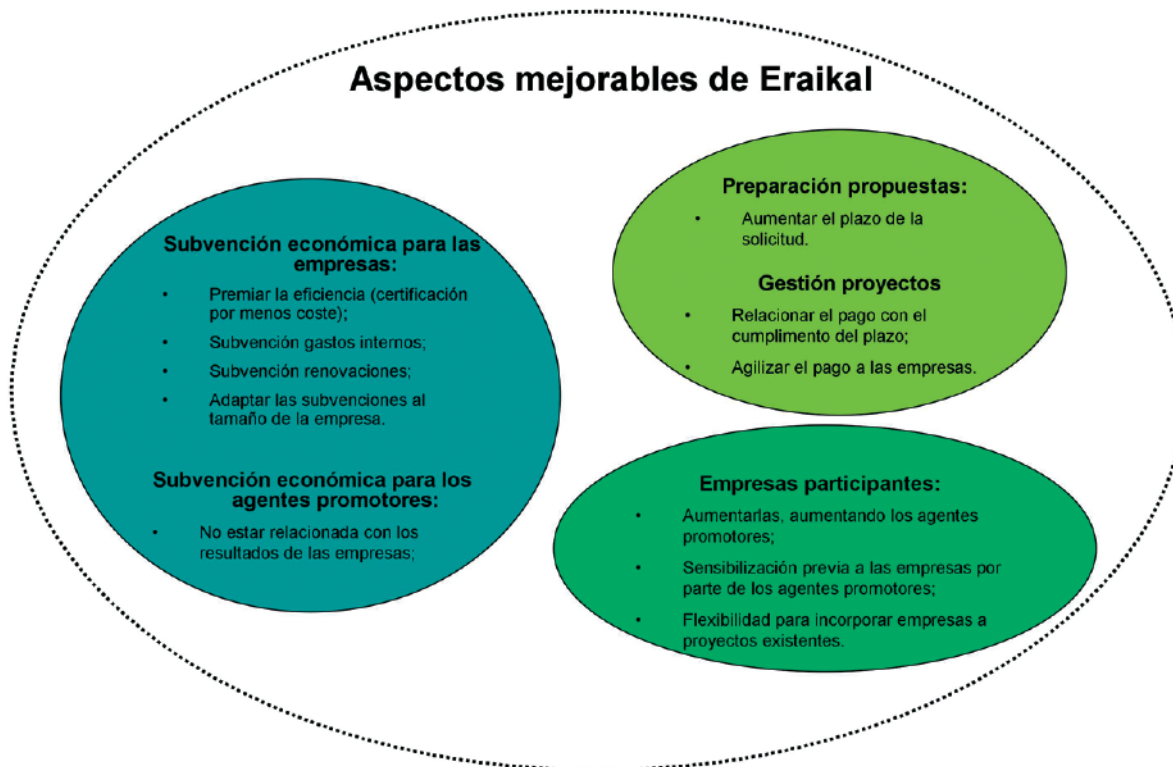 Aspectos mejorables de Eraikal
Subvención económica para las
empresas:
• Premiar la eficiencia (certificación
por menos coste);
• Subvención gastos internos;
• Subvención renovaciones;
• Adaptar las subvenciones al
tamaño de la empresa.
Subvención económica para los
agentes promotores:
• No estar relacionada con los
resultados de las empresas;
Preparación propuestas:
• Aumentar el plazo de la
solicitud.
Gestión proyectos
• Relacionar el pago con el
cumplimento del plazo;
• Agilizar el pago a las empresas.
Empresas participantes:
• Aumentarlas, aumentando los agentes
promotores;
• Sensibilización previa a las empresas por
parte de los agentes promotores;
• Flexibilidad para incorporar empresas a
proyectos existentes.